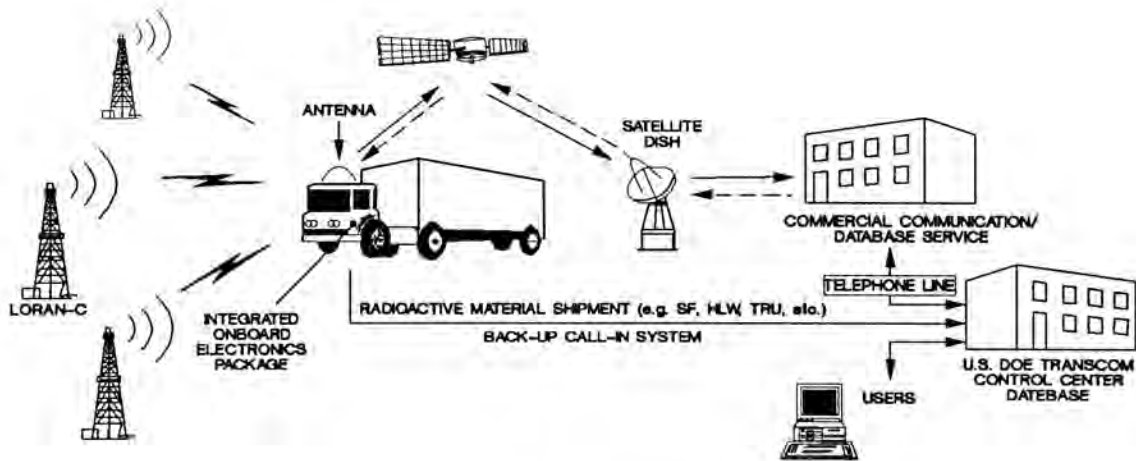 ANTENNA
SATELLITE
DISH
COMMERCIAL COMMUNICATION/
DATABASE SERVICE
TELEPHONE LINE
LORAN-C
INTEGRATED
ONBOARD
ELECTRONICS
PACKAGE
RADIOACTIVE MATERIAL SHIPMENT (e.g. SF, HLW, TRU, etc.)
BACK-UP CALL-IN SYSTEM
USERS
U.S. DOE TRANSCOM
CONTROL CENTER
DATEBASE